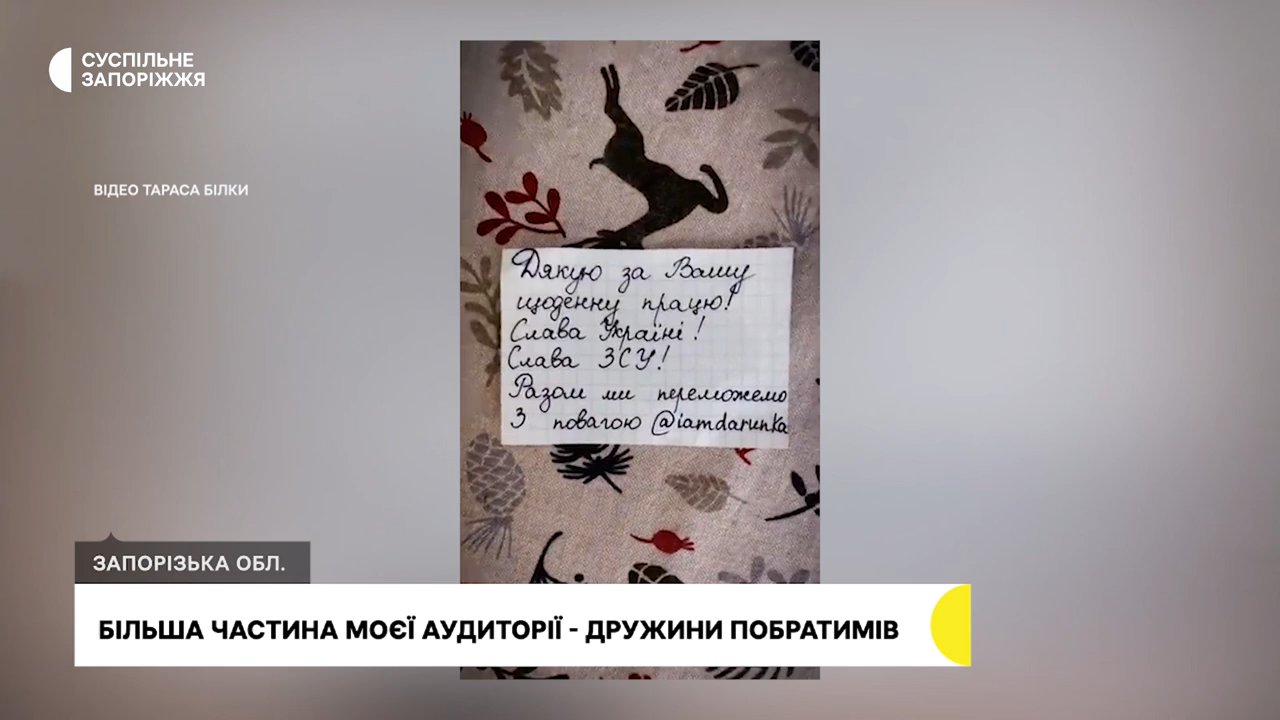 СУСПІЛЬНЕ
ЗАПОРІЖЖЯ
ВІДЕО ТАРАСА БІЛКИ
Дякую за Вашу
щоденну працю!
Слава Україні!
Слава ЗСУ!
Разом ми переможемо
З повагою @iamdarunka
ЗАПОРІЗЬКА ОБЛ.
БІЛЬША ЧАСТИНА МОЄЇ АУДИТОРІЇ - ДРУЖИНИ ПОБРАТИМІВ